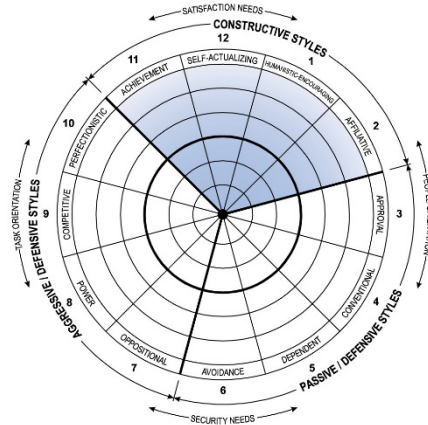 SATISFACTION NEEDS
CONSTRUCTIVE STYLES
12
11
1
SELF-ACTUALIZING
ACHIEVEMENT
HUMANISTIC-ENCOURAGING
10
2
PERFECTIONISTIC
AFFILIATIVE
TASK ORIENTATION
9
COMPETITIVE
APPROVAL
3
AGGRESSIVE / DEFENSIVE STYLES
8
POWER
CONVENTIONAL
4
OPPOSITIONAL
AVOIDANCE
DEPENDENT
7
6
5
PASSIVE / DEFENSIVE STYLES
SECURITY NEEDS